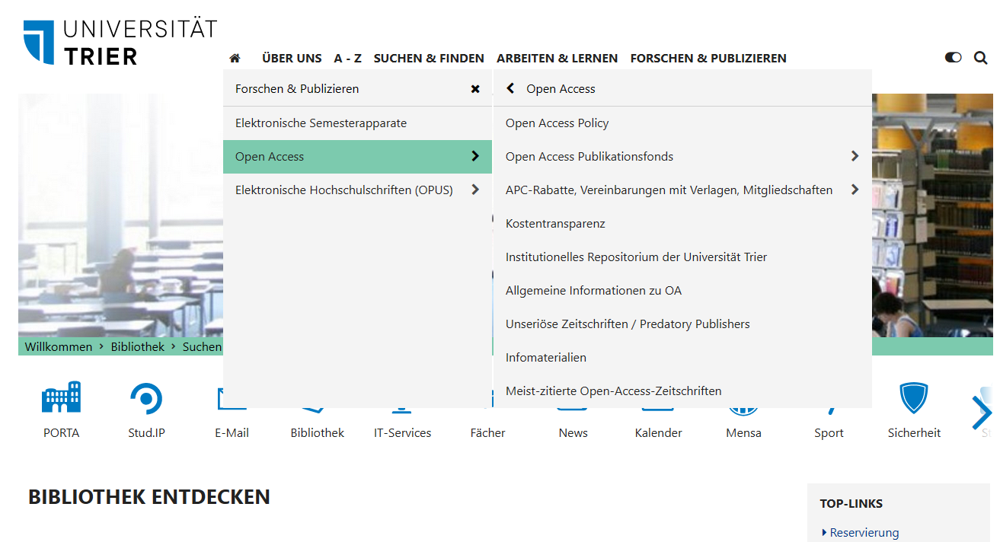 UNIVERSITÄT
TRIER
ÜBER UNS A - Z SUCHEN & FINDEN ARBEITEN & LERNEN FORSCHEN & PUBLIZIEREN
Forschen & Publizieren
Elektronische Semesterapparate
Open Access
Elektronische Hochschulschriften (OPUS)
Open Access
Open Access Policy
Open Access Publikationsfonds
APC-Rabatte, Vereinbarungen mit Verlagen, Mitgliedschaften
Kostentransparenz
Institutionelles Repositorium der Universität Trier
Allgemeine Informationen zu OA
Unseriöse Zeitschriften / Predatory Publishers
Infomaterialien
Meist-zitierte Open-Access-Zeitschriften
Willkommen > Bibliothek > Suchen
PORTA Stud.IP E-Mail Bibliothek IT-Services Fächer News Kalender Mensa Sport Sicherheit
BIBLIOTHEK ENTDECKEN
TOP-LINKS
Reservierung